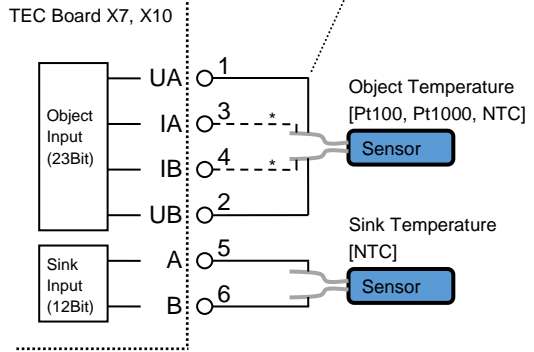 TEC Board X7, X10
Object
Input
(23Bit)
UA 1
IA 3 *
IB 4 *
UB 2
Object Temperature
[Pt100, Pt1000, NTC]
Sensor
Sink
Input
(12Bit)
A 5
B 6
Sink Temperature
[NTC]
Sensor